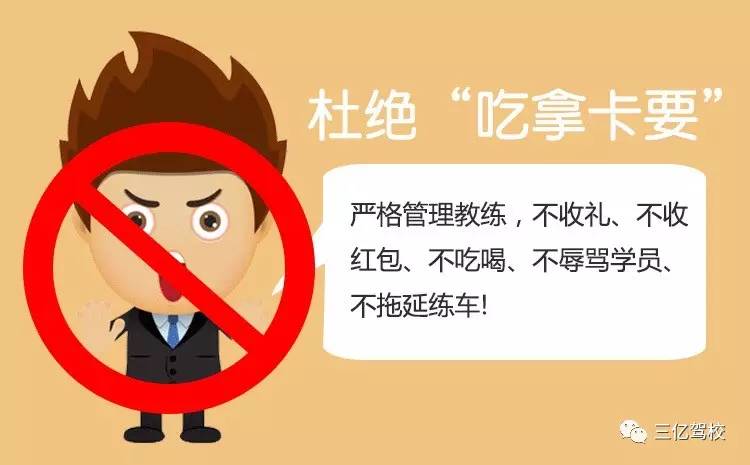 杜绝“吃拿卡要”
严格管理教练，不收礼、不收
红包、不吃喝、不辱骂学员、
不拖延练车!
三亿驾校